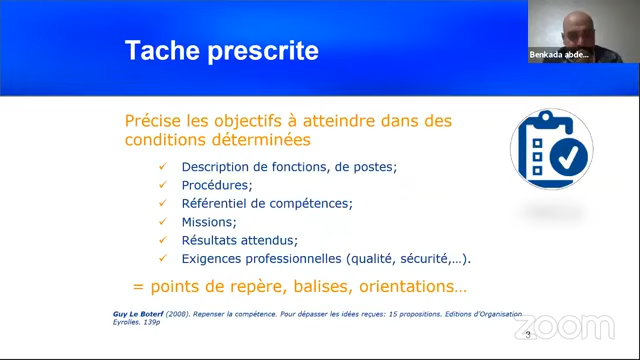 Tache prescrite
Benkada abde...
Précise les objectifs à atteindre dans des
conditions déterminées
Description de fonctions, de postes;
Procédures;
Référentiel de compétences;
Missions;
Résultats attendus;
Exigences professionnelles (qualité, sécurité,...).
= points de repère, balises, orientations...
Guy Le Boterf (2008). Repenser la compétence. Pour dépasser les idées reçues: 15 propositions. Editions d'Organisation
Eyrolles. 139p
zoom
3